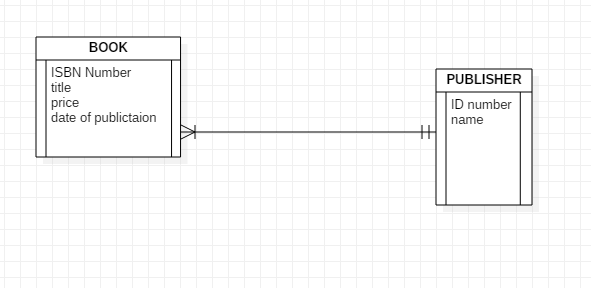 BOOK
ISBN Number
title
price
date of publictaion
PUBLISHER
ID number
name